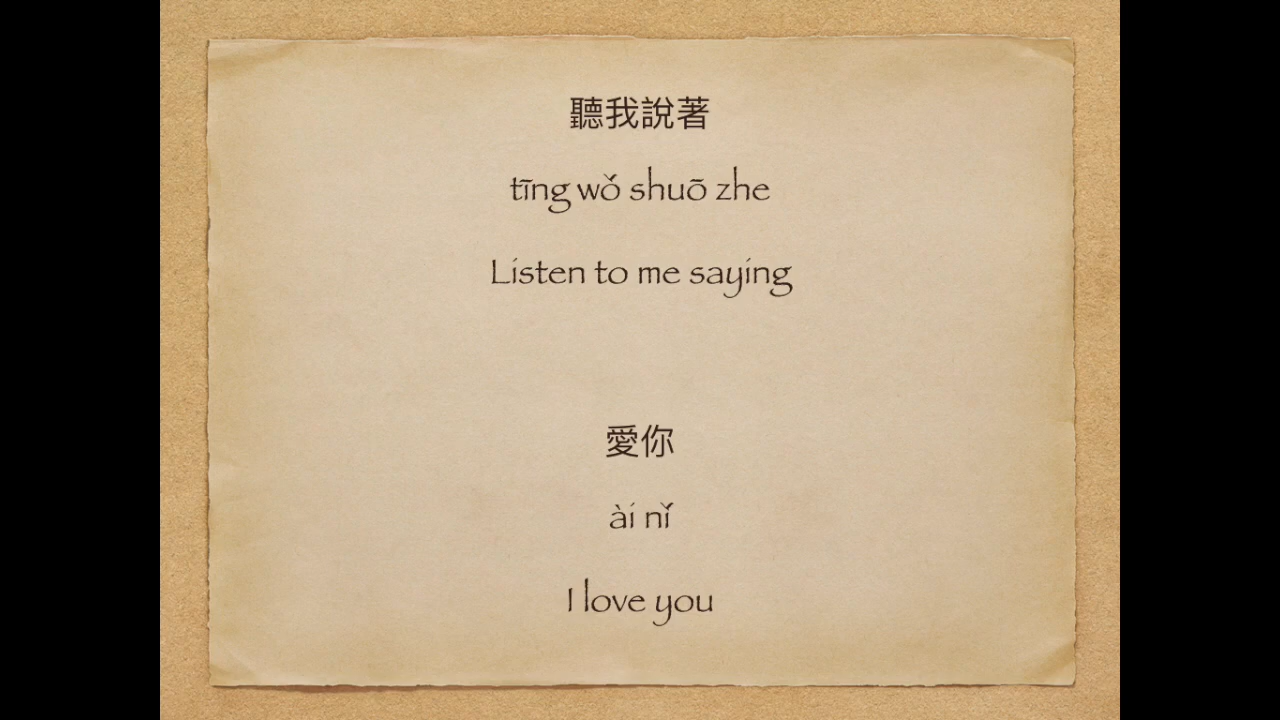 聽我說著
tīng wǒ shuō zhe
Listen to me saying
愛你
ài nǐ
I love you